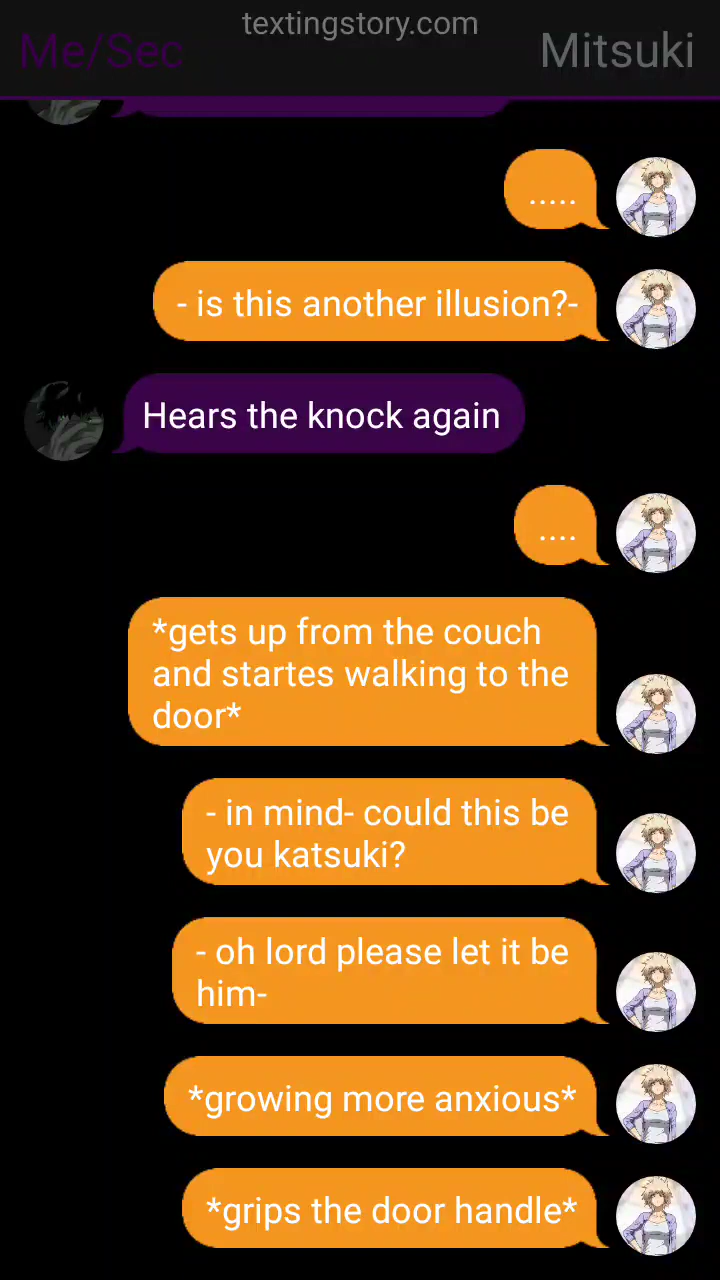 textingstory.com
Me/Sec
Mitsuki
.....
- is this another illusion?-
Hears the knock again
....
*gets up from the couch
and startes walking to the
door*
- in mind- could this be
you katsuki?
- oh lord please let it be
him-
*growing more anxious*
*grips the door handle*